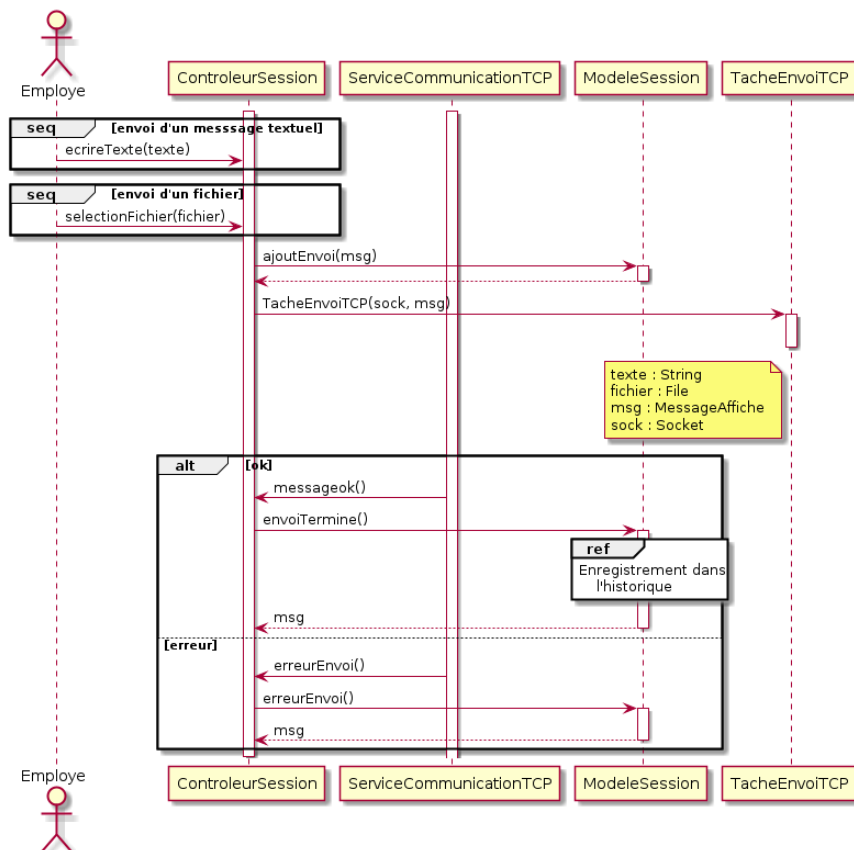 Employe
ControleurSession
ServiceCommunicationTCP
ModeleSession
TacheEnvoiTCP
seq [envoi d'un messsage textuel]
ecrireTexte(texte)
seq [envoi d'un fichier]
selectionFichier(fichier)
ajoutEnvoi(msg)
TacheEnvoiTCP(sock, msg)
texte : String
fichier : File
msg : MessageAffiche
sock : Socket
alt [ok]
messageok()
envoiTermine()
ref
Enregistrement dans
l'historique
msg
[erreur]
erreurEnvoi()
erreurEnvoi()
msg
Employe
ControleurSession
ServiceCommunicationTCP
ModeleSession
TacheEnvoiTCP